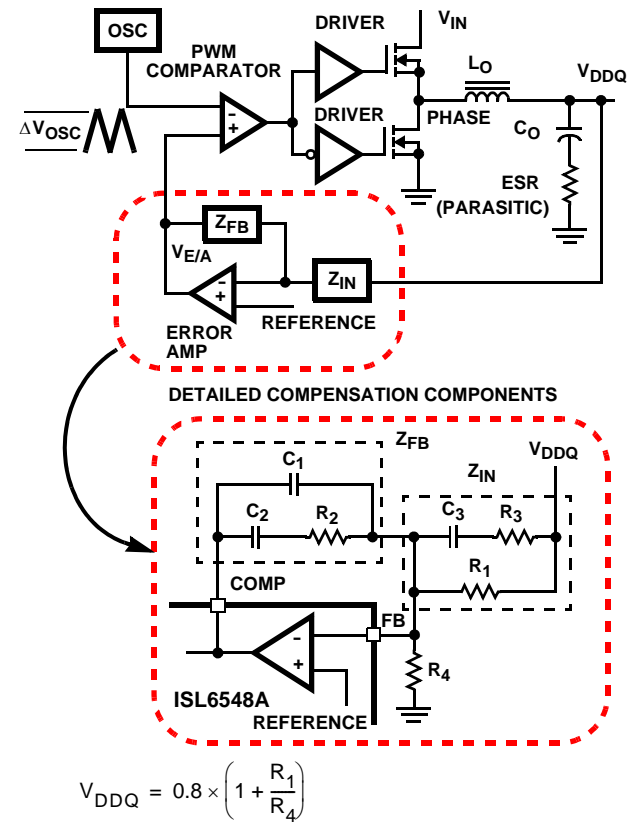 OSC
PWM
COMPARATOR
DRIVER
V_IN
ΔV_OSC
-
+
DRIVER
PHASE
L_O
V_DDQ
C_O
ESR
(PARASITIC)
Z_FB
V_E/A
Z_IN
-
+
ERROR
AMP
REFERENCE
DETAILED COMPENSATION COMPONENTS
Z_FB
V_DDQ
Z_IN
C_1
C_2
R_2
C_3
R_3
R_1
COMP
FB
-
+
R_4
ISL6548A
REFERENCE
V_DDQ = 0.8 × (1 + R_1/R_4)